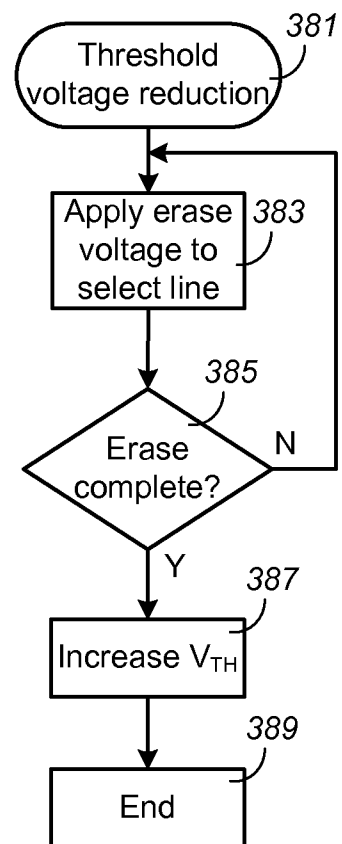 381
Threshold
voltage reduction
Apply erase
voltage to
select line
383
385
Erase
complete?
N
Y
387
Increase VTH
389
End